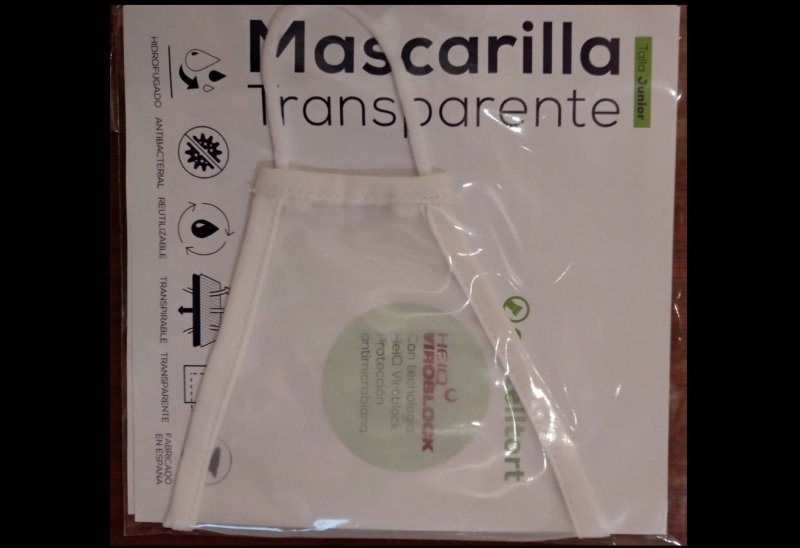 Mascarilla
Transparente
Talla Junior
HIDROFUGADO
ANTIBACTERIAL
REUTILIZABLE
TRANSPIRABLE
TRANSPARENTE
FABRICADO
EN ESPAÑA
HeiQ
VIROBLOCK
Con tecnología
HeiQ Viroblock
Protección
antimicrobiana